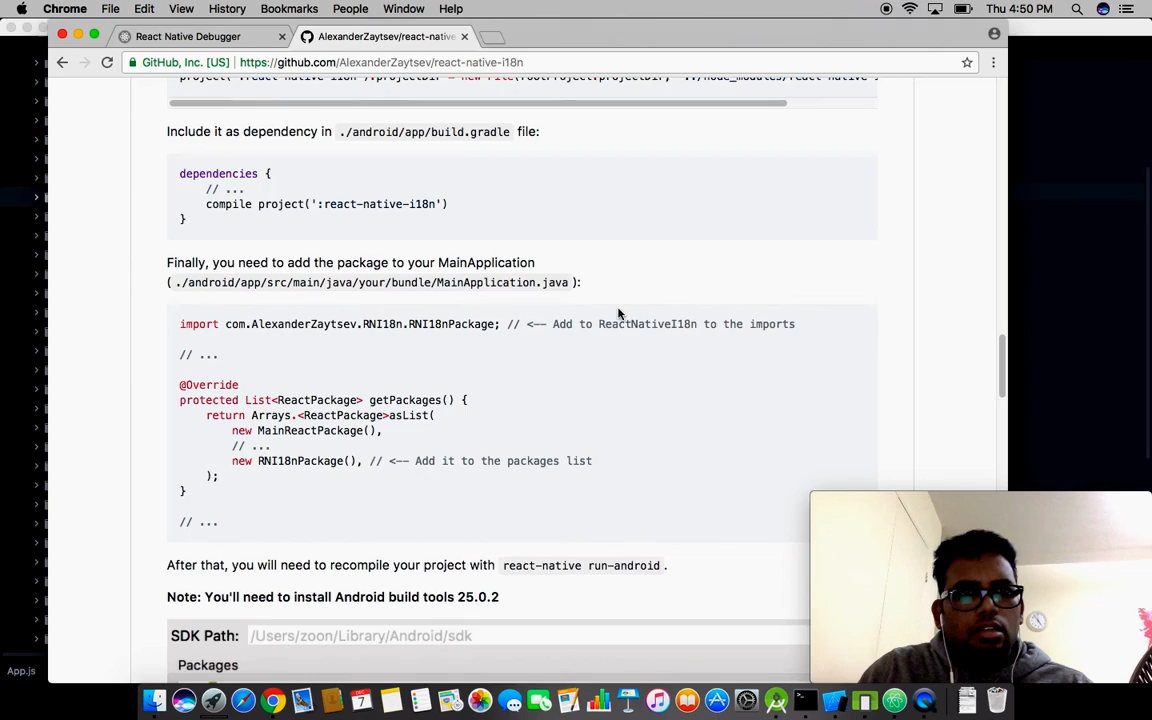 Chrome File Edit View History Bookmarks People Window Help Thu 4:50 PM
React Native Debugger
AlexanderZaytsev/react-native
GitHub, Inc. [US] https://github.com/AlexanderZaytsev/react-native-i18n
Include it as dependency in ./android/app/build.gradle file:
dependencies {
// ...
compile project(':react-native-i18n')
}
Finally, you need to add the package to your MainApplication
( ./android/app/src/main/java/your/bundle/MainApplication.java ):
import com.AlexanderZaytsev.RNI18n.RNI18nPackage; // <-- Add to ReactNativeI18n to the imports
// ...
@Override
protected List<ReactPackage> getPackages() {
return Arrays.<ReactPackage>asList(
new MainReactPackage(),
// ...
new RNI18nPackage(), // <-- Add it to the packages list
);
}
// ...
After that, you will need to recompile your project with react-native run-android .
Note: You'll need to install Android build tools 25.0.2
SDK Path: /Users/zoon/Library/Android/sdk
Packages
App.js
7